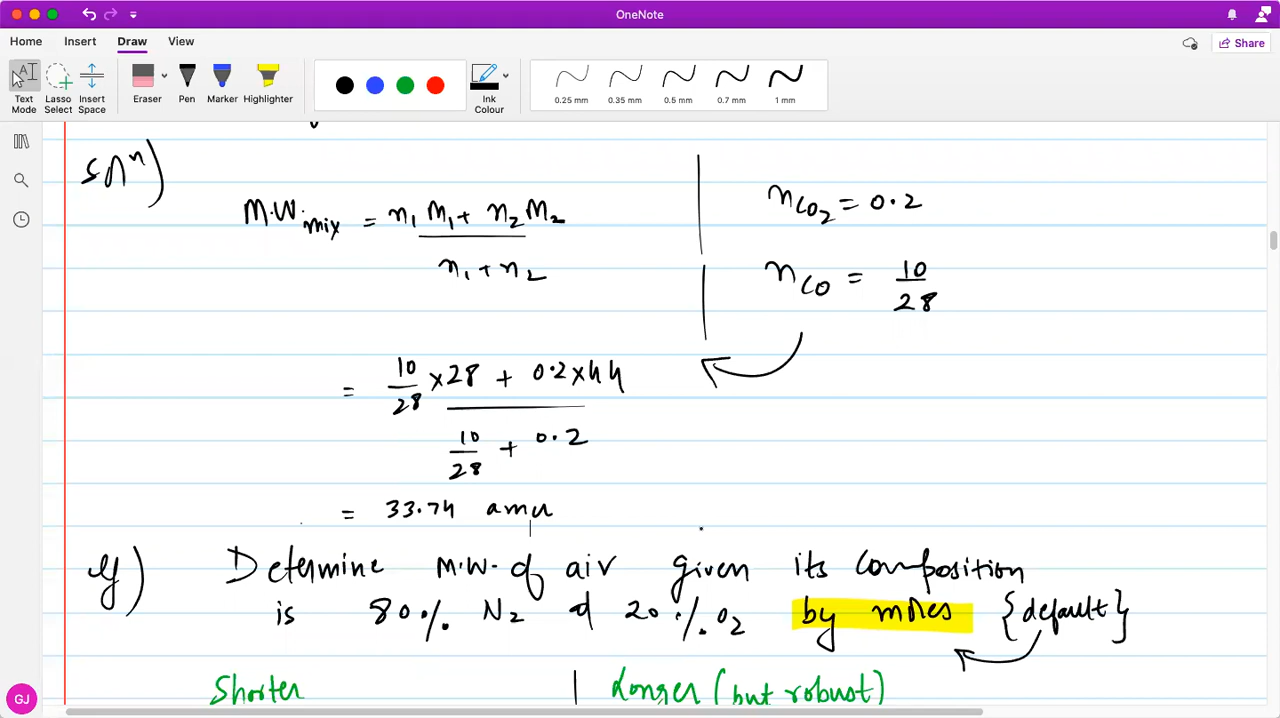 OneNote
Home Insert Draw View
Share
Text Mode
Lasso Select
Insert Space
Eraser
Pen
Marker
Highlighter
Ink Colour
0.25 mm
0.35 mm
0.5 mm
0.7 mm
1 mm
Solⁿ)
M.W.mix = n₁M₁ + n₂M₂
n₁ + n₂
nCO₂ = 0.2
nCO = 10/28
= 10/28 × 28 + 0.2 × 44
10/28 + 0.2
= 33.74 amu
eg) Determine M.W. of air given its composition
is 80% N₂ & 20% O₂ by moles {default}
Shorter
Longer (but robust)
GJ